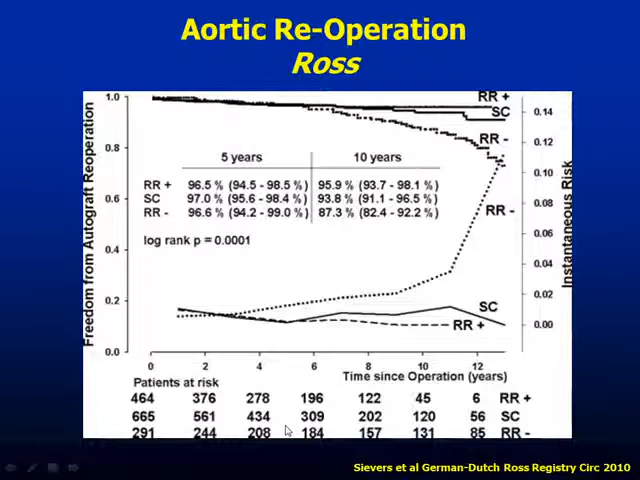 Aortic Re-Operation
Ross
Freedom from Autograft Reoperation
Instantaneous Risk
1.0
0.8
0.6
0.4
0.2
0.0
0.14
0.12
0.10
0.08
0.06
0.04
0.02
0.00
RR +
SC
RR -
5 years 10 years
RR + 96.5 % (94.5 - 98.5 %) 95.9 % (93.7 - 98.1 %)
SC 97.0 % (95.6 - 98.4 %) 93.8 % (91.1 - 96.5 %)
RR - 96.6 % (94.2 - 99.0 %) 87.3 % (82.4 - 92.2 %)
log rank p = 0.0001
RR -
SC
RR +
0 2 4 6 8 10 12
Patients at risk Time since Operation (years)
464 376 278 196 122 45 6 RR +
665 561 434 309 202 120 56 SC
291 244 208 184 157 131 85 RR -
Sievers et al German-Dutch Ross Registry Circ 2010